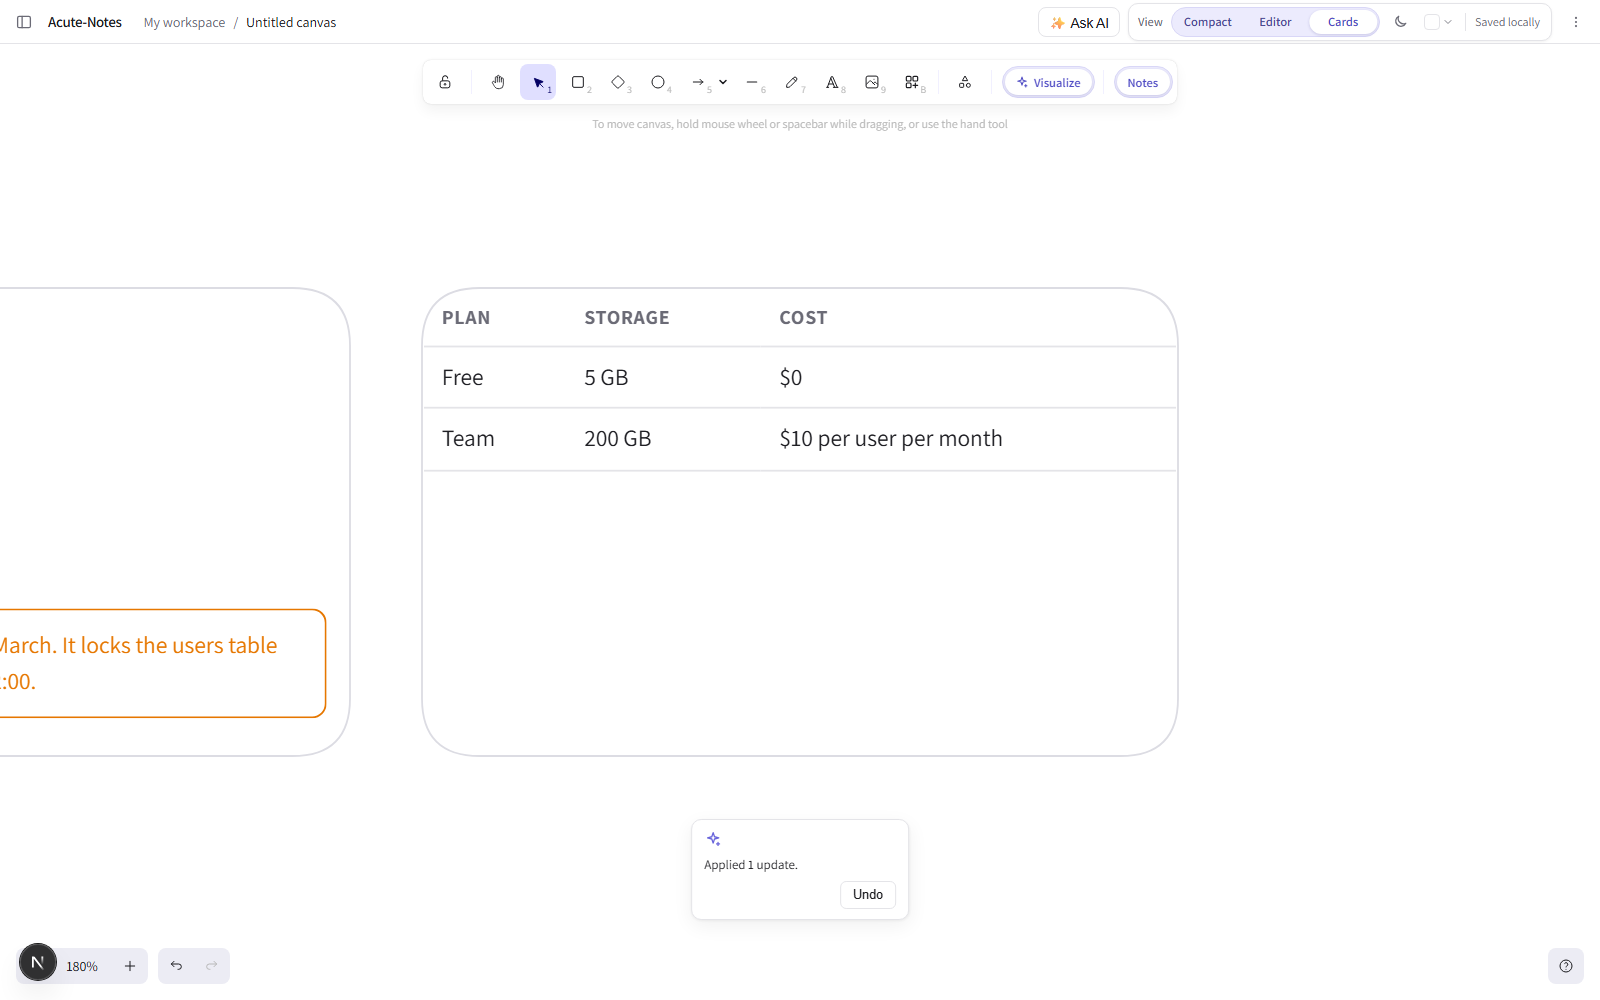 Acute-Notes My workspace / Untitled canvas
Ask AI
View Compact Editor Cards
Saved locally
1 2 3 4 5 6 7 8 9 B
Visualize
Notes
To move canvas, hold mouse wheel or spacebar while dragging, or use the hand tool
PLAN STORAGE COST
Free 5 GB $0
Team 200 GB $10 per user per month
March. It locks the users table
:00.
Applied 1 update.
Undo
N 180%